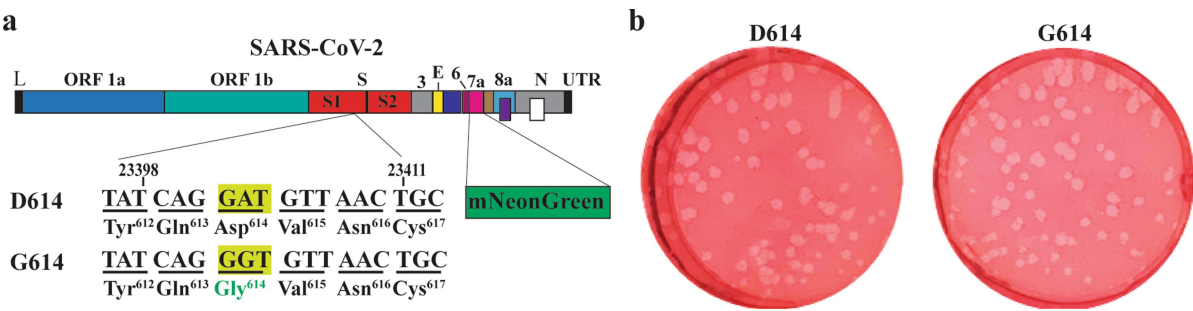 a
SARS-CoV-2
L ORF 1a ORF 1b S 3 E 6 7a 8a N UTR
S1 S2
23398 23411
D614 TAT CAG GAT GTT AAC TGC
Tyr612 Gln613 Asp614 Val615 Asn616 Cys617
mNeonGreen
G614 TAT CAG GGT GTT AAC TGC
Tyr612 Gln613 Gly614 Val615 Asn616 Cys617
b
D614 G614